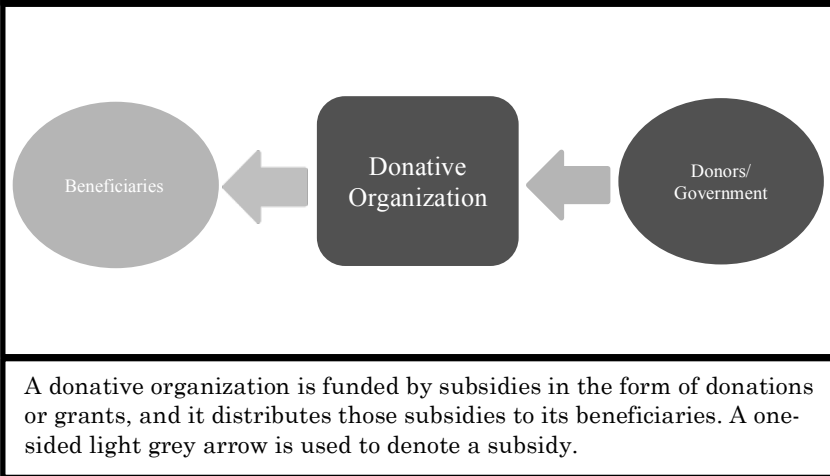 Beneficiaries
Donative
Organization
Donors/
Government
A donative organization is funded by subsidies in the form of donations
or grants, and it distributes those subsidies to its beneficiaries. A one-
sided light grey arrow is used to denote a subsidy.